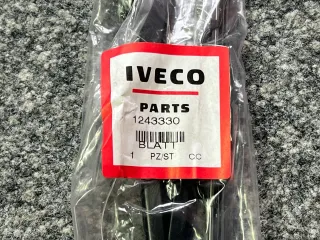 IVECO
PARTS
1243330
BLATT
1 PZ/ST CC